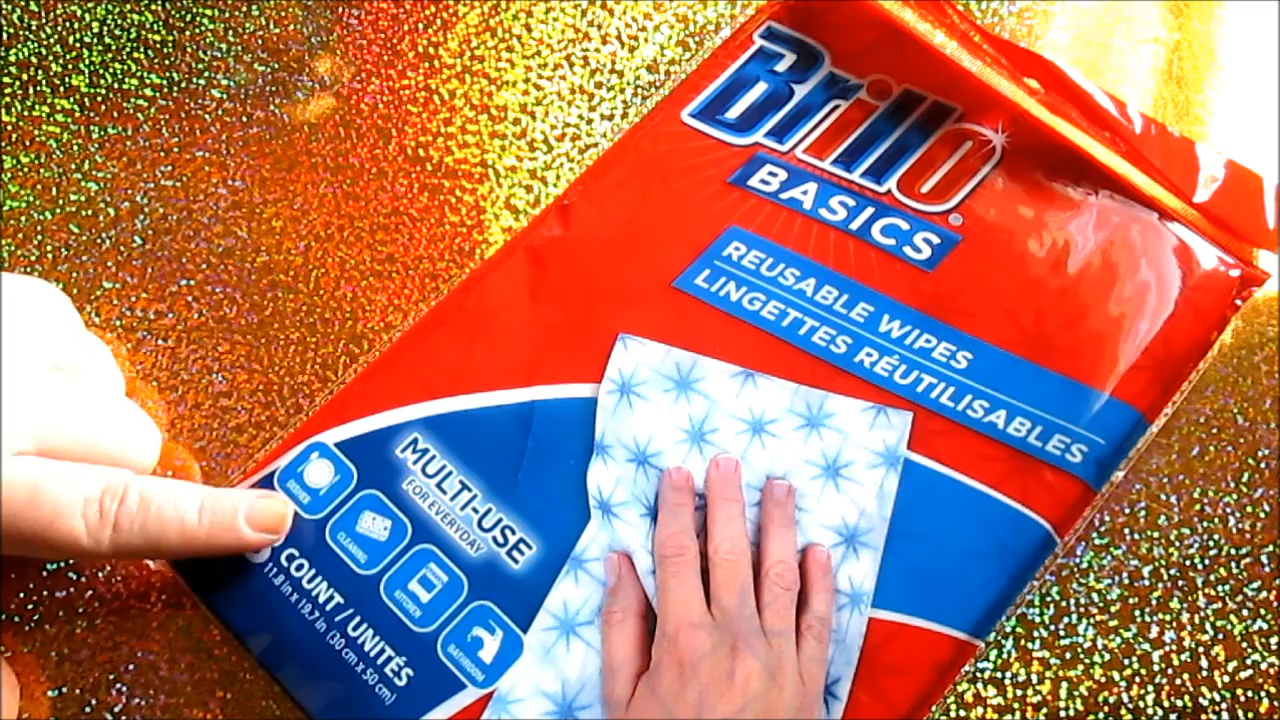 Brillo®
BASICS
REUSABLE WIPES
LINGETTES RÉUTILISABLES
MULTI-USE
FOR EVERYDAY
DISHES
CLEANING
KITCHEN
BATHROOM
COUNT / UNITÉS
11.8 in x 19.7 in (30 cm x 50 cm)